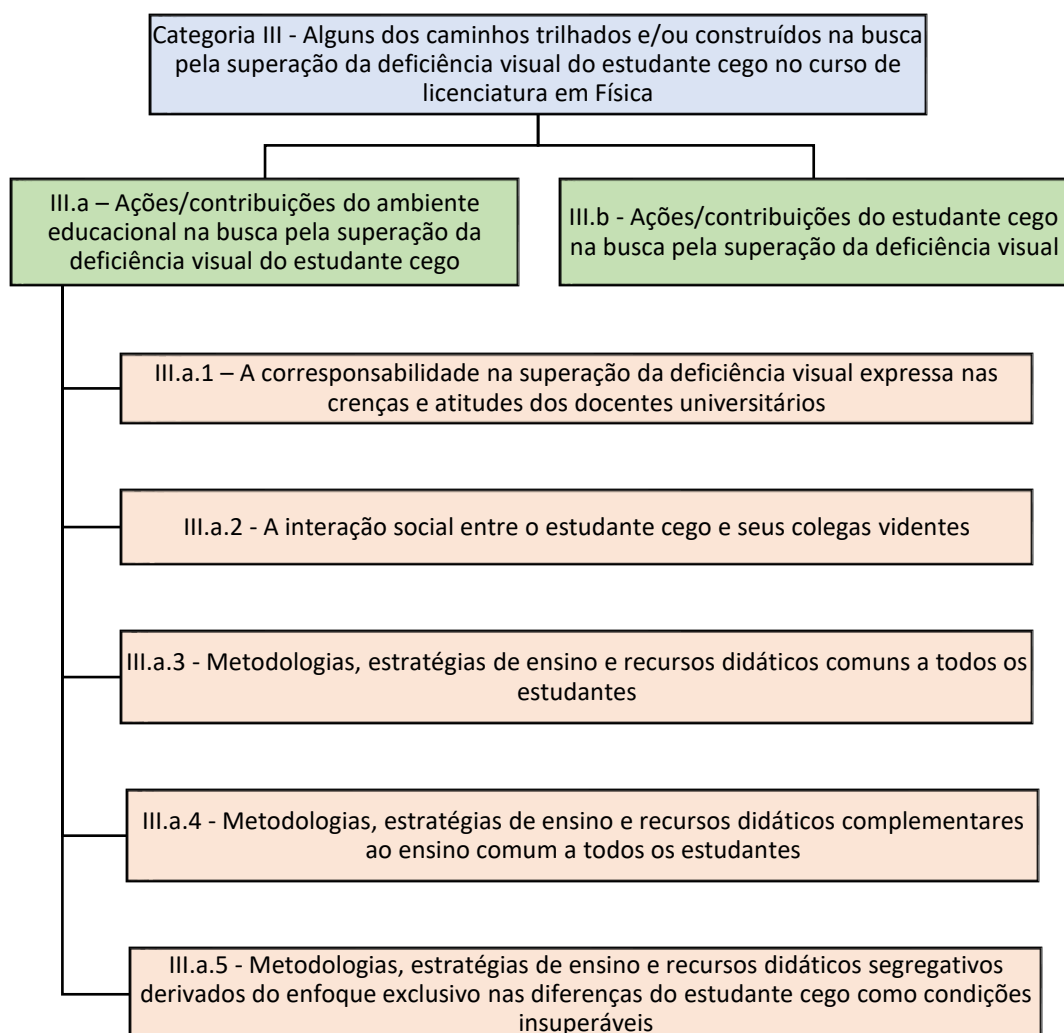 Categoria III - Alguns dos caminhos trilhados e/ou construídos na busca
pela superação da deficiência visual do estudante cego no curso de
licenciatura em Física
III.a – Ações/contribuições do ambiente
educacional na busca pela superação da
deficiência visual do estudante cego
III.b - Ações/contribuições do estudante cego
na busca pela superação da deficiência visual
III.a.1 – A corresponsabilidade na superação da deficiência visual expressa nas
crenças e atitudes dos docentes universitários
III.a.2 - A interação social entre o estudante cego e seus colegas videntes
III.a.3 - Metodologias, estratégias de ensino e recursos didáticos comuns a todos os
estudantes
III.a.4 - Metodologias, estratégias de ensino e recursos didáticos complementares
ao ensino comum a todos os estudantes
III.a.5 - Metodologias, estratégias de ensino e recursos didáticos segregativos
derivados do enfoque exclusivo nas diferenças do estudante cego como condições
insuperáveis